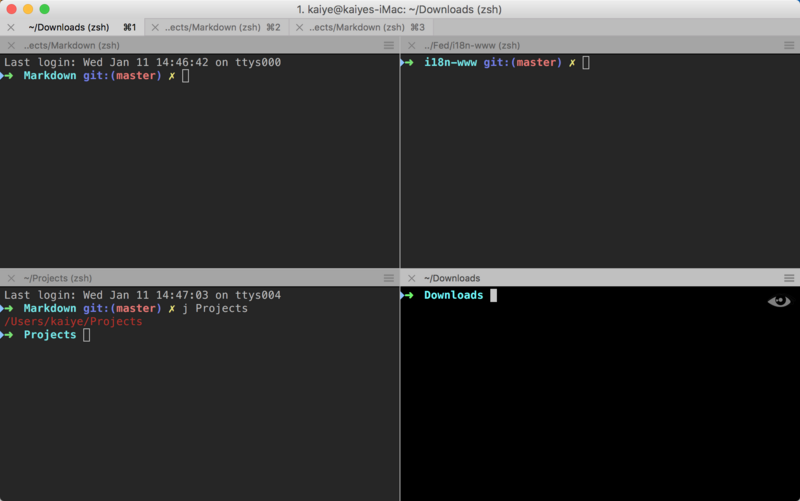 1. kaiye@kaiyes-iMac: ~/Downloads (zsh)
~/Downloads (zsh) ⌘1
..ects/Markdown (zsh) ⌘2
..ects/Markdown (zsh) ⌘3
..ects/Markdown (zsh)
Last login: Wed Jan 11 14:46:42 on ttys000
➜ Markdown git:(master) ✗
../Fed/i18n-www (zsh)
➜ i18n-www git:(master) ✗
~/Projects (zsh)
Last login: Wed Jan 11 14:47:03 on ttys004
➜ Markdown git:(master) ✗ j Projects
/Users/kaiye/Projects
➜ Projects
~/Downloads
➜ Downloads